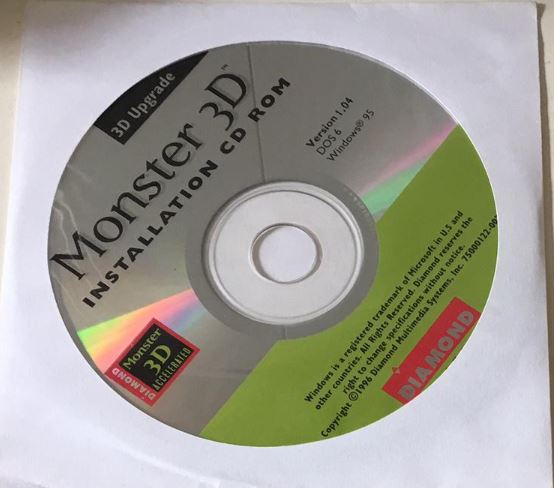 3D Upgrade
Monster 3D™
INSTALLATION CD ROM
Version 1.04
DOS 6
Windows® 95
Monster
3D
ACCELERATED
DIAMOND
Windows is a registered trademark of Microsoft in U.S and
other countries. All Rights Reserved. Diamond reserves the
right to change specifications without notice.
Copyright ©1996 Diamond Multimedia Systems, Inc. 75000122-00
DIAMOND